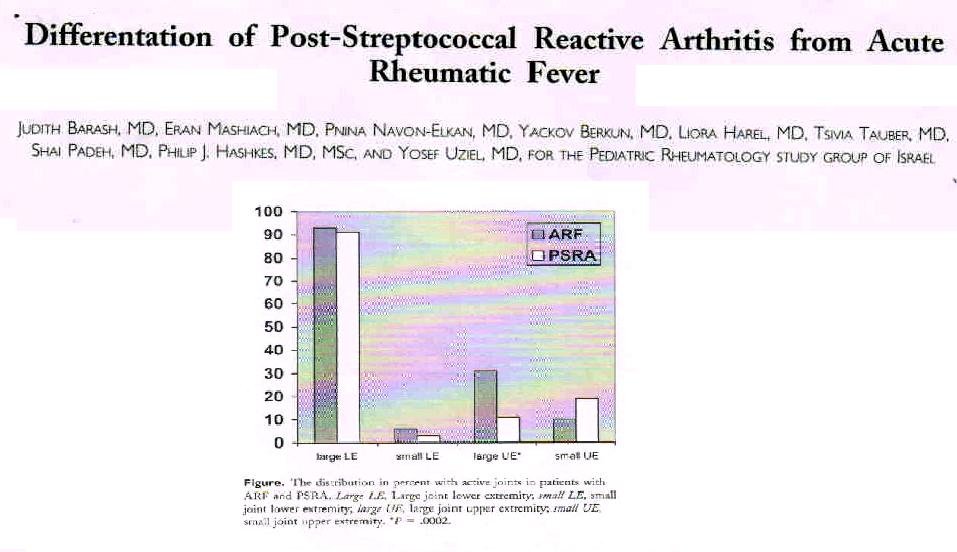 Differentation of Post-Streptococcal Reactive Arthritis from Acute
Rheumatic Fever
JUDITH BARASH, MD, ERAN MASHIACH, MD, PNINA NAVON-ELKAN, MD, YACKOV BERKUN, MD, LIORA HAREL, MD, TSIVIA TAUBER, MD,
SHAI PADEH, MD, PHILIP J. HASHKES, MD, MSC, AND YOSEF UZIEL, MD, FOR THE PEDIATRIC RHEUMATOLOGY STUDY GROUP OF ISRAEL
100
90
80
70
60
50
40
30
20
10
0
ARF
PSRA
large LE small LE large UE* small UE
Figure. The distribution in percent with active joints in patients with
ARF and PSRA. Large LE, Large joint lower extremity; small LE, small
joint lower extremity; large UE, large joint upper extremity; small UE,
small joint upper extremity. *P = .0002.